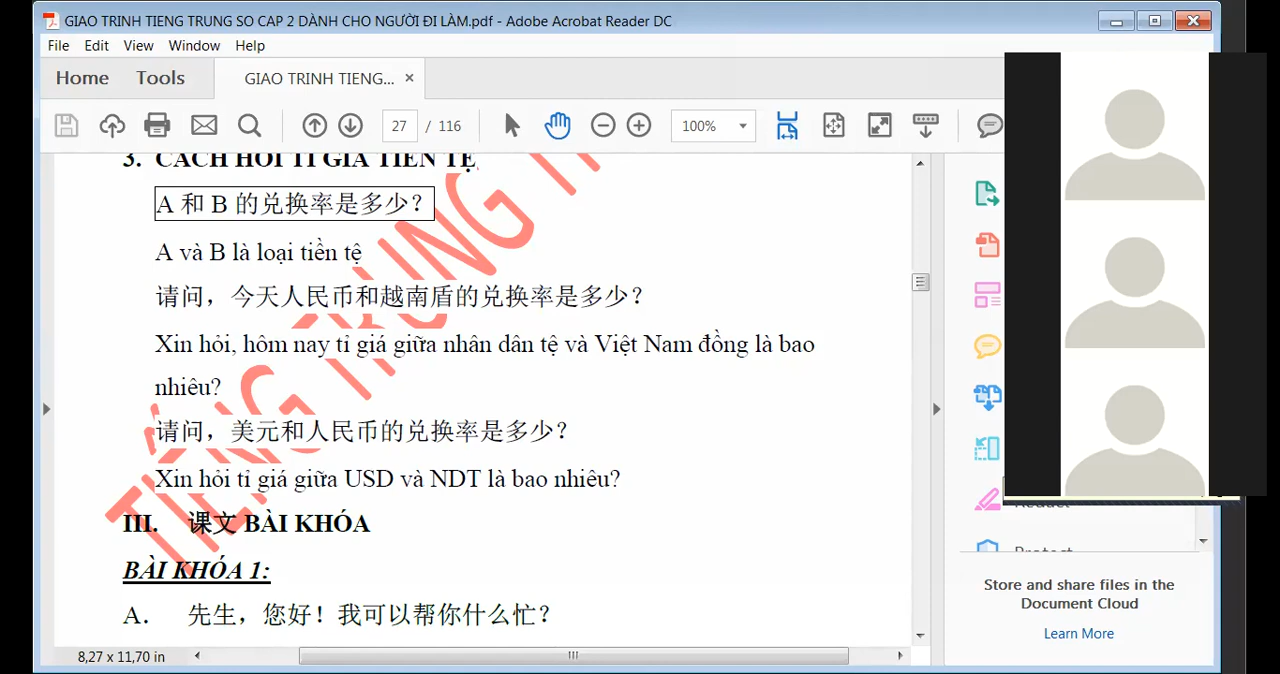 GIAO TRINH TIENG TRUNG SO CAP 2 DÀNH CHO NGƯỜI ĐI LÀM.pdf - Adobe Acrobat Reader DC
File Edit View Window Help
Home Tools GIAO TRINH TIENG... ×
27 / 116 100%
3. CÁCH HỎI TỈ GIÁ TIỀN TỆ
A 和 B 的兑换率是多少?
A và B là loại tiền tệ
请问，今天人民币和越南盾的兑换率是多少?
Xin hỏi, hôm nay tỉ giá giữa nhân dân tệ và Việt Nam đồng là bao
nhiêu?
请问，美元和人民币的兑换率是多少?
Xin hỏi tỉ giá giữa USD và NDT là bao nhiêu?
III. 课文 BÀI KHÓA
BÀI KHÓA 1:
A. 先生，您好！我可以帮你什么忙?
TIẾNG TRUNG
Protect
Store and share files in the
Document Cloud
Learn More
8,27 x 11,70 in